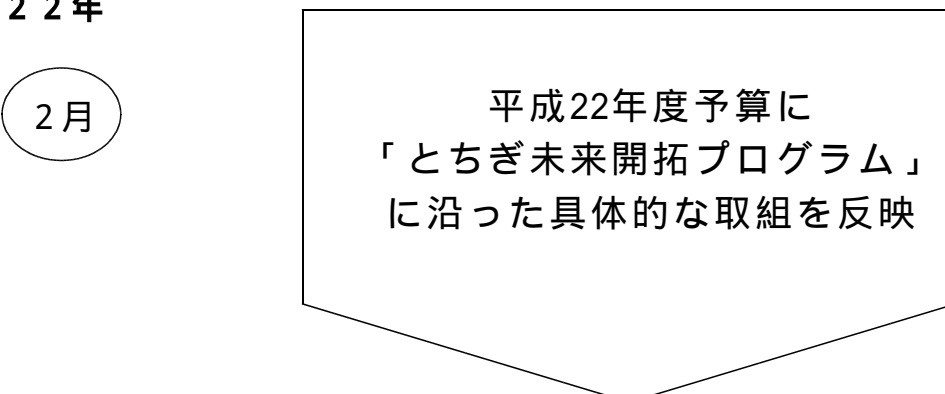 ２２年
２月
平成22年度予算に
「とちぎ未来開拓プログラム」
に沿った具体的な取組を反映